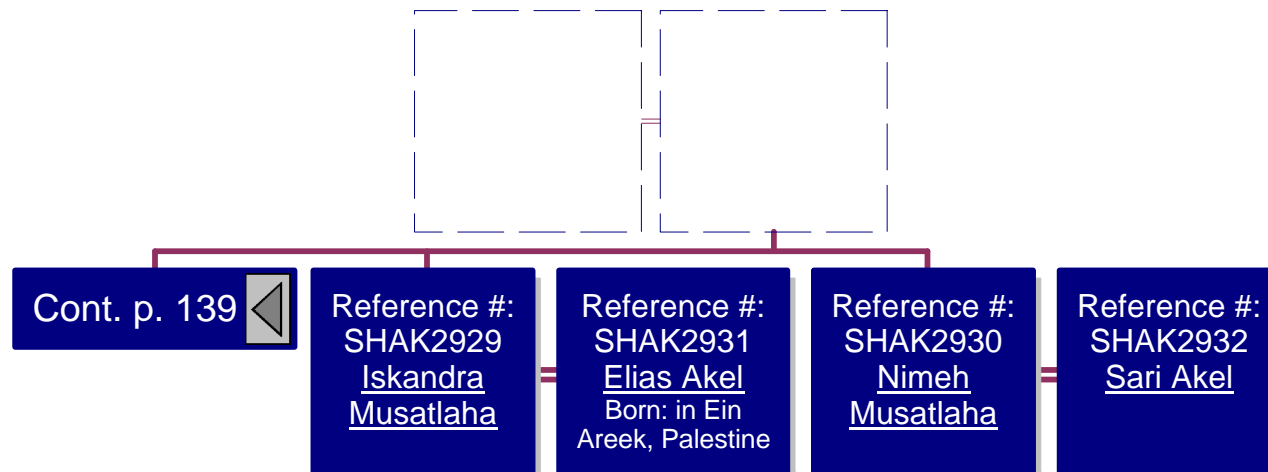 Cont. p. 139
Reference #:
SHAK2929
Iskandra
Musatlaha
Reference #:
SHAK2931
Elias Akel
Born: in Ein
Areek, Palestine
Reference #:
SHAK2930
Nimeh
Musatlaha
Reference #:
SHAK2932
Sari Akel